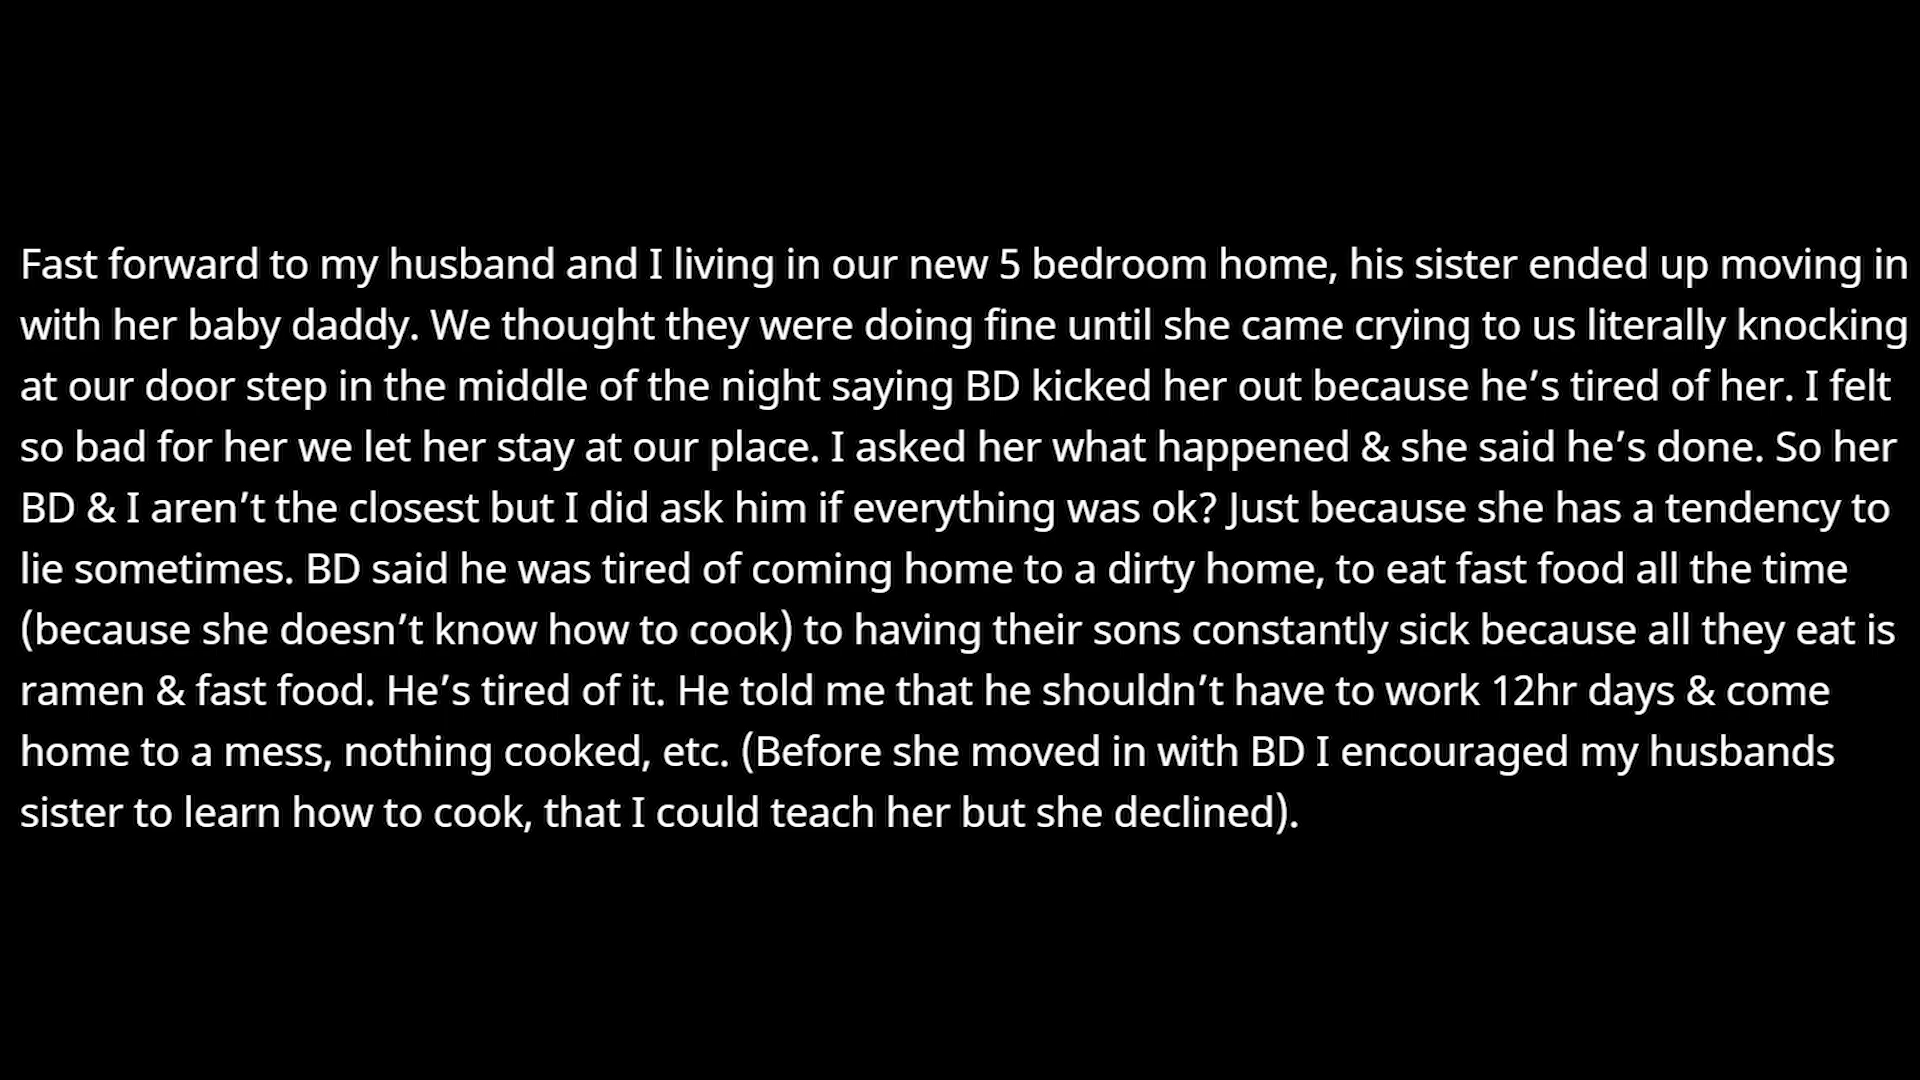 Fast forward to my husband and I living in our new 5 bedroom home, his sister ended up moving in
with her baby daddy. We thought they were doing fine until she came crying to us literally knocking
at our door step in the middle of the night saying BD kicked her out because he’s tired of her. I felt
so bad for her we let her stay at our place. I asked her what happened & she said he’s done. So her
BD & I aren’t the closest but I did ask him if everything was ok? Just because she has a tendency to
lie sometimes. BD said he was tired of coming home to a dirty home, to eat fast food all the time
(because she doesn’t know how to cook) to having their sons constantly sick because all they eat is
ramen & fast food. He’s tired of it. He told me that he shouldn’t have to work 12hr days & come
home to a mess, nothing cooked, etc. (Before she moved in with BD I encouraged my husbands
sister to learn how to cook, that I could teach her but she declined).